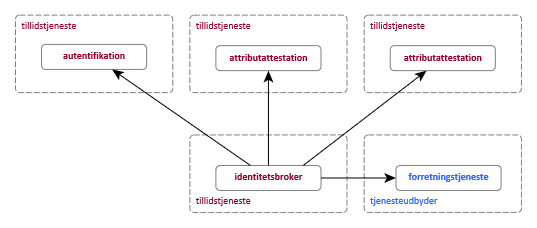 tillidstjeneste
autentifikation
tillidstjeneste
attributattestation
tillidstjeneste
attributattestation
identitetsbroker
tillidstjeneste
forretningstjeneste
tjenesteudbyder